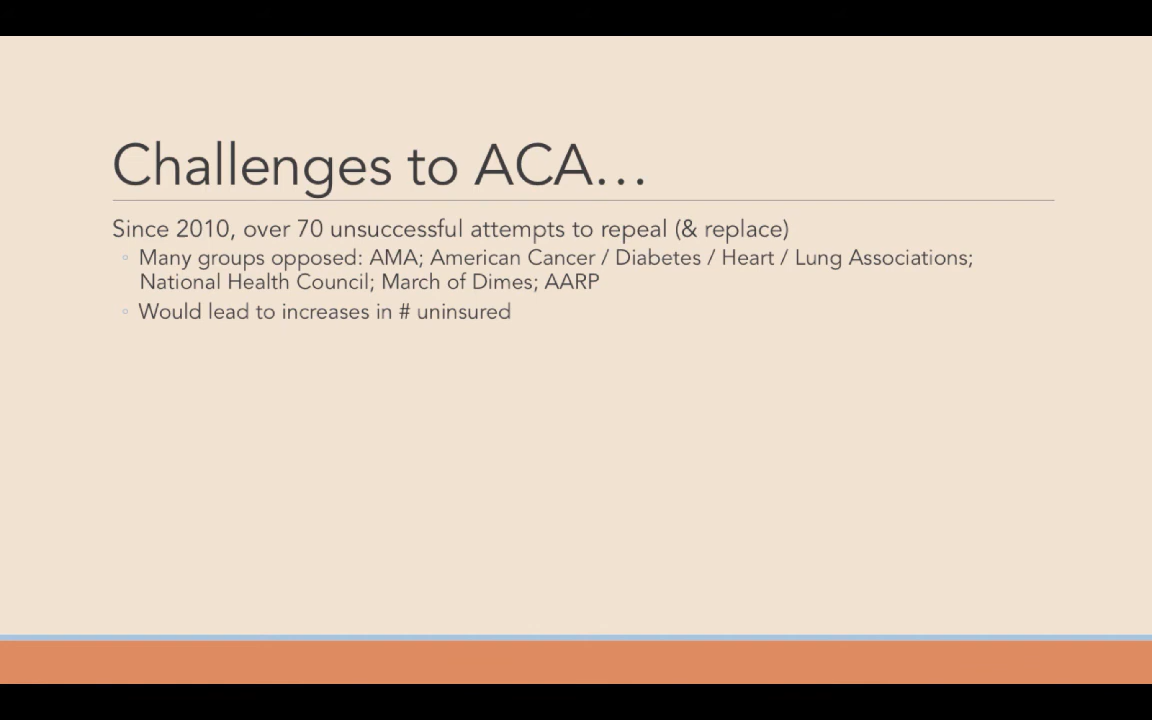 Challenges to ACA...
Since 2010, over 70 unsuccessful attempts to repeal (& replace)
◦ Many groups opposed: AMA; American Cancer / Diabetes / Heart / Lung Associations;
National Health Council; March of Dimes; AARP
◦ Would lead to increases in # uninsured